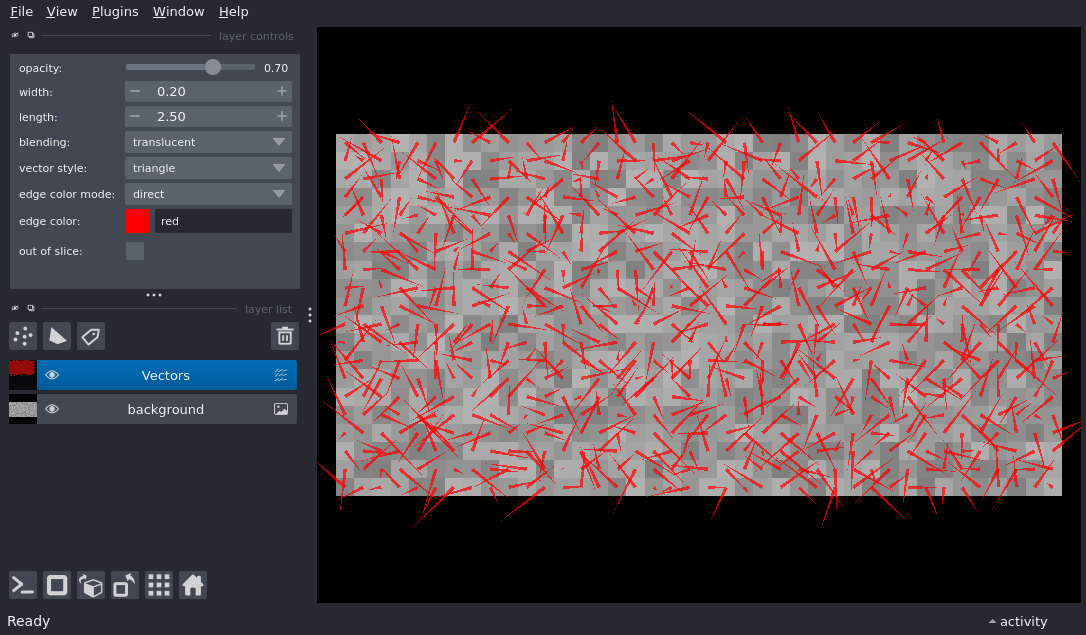 File View Plugins Window Help
layer controls
opacity: 0.70
width: − 0.20 +
length: − 2.50 +
blending: translucent
vector style: triangle
edge color mode: direct
edge color: red
out of slice:
layer list
Vectors
background
Ready
activity